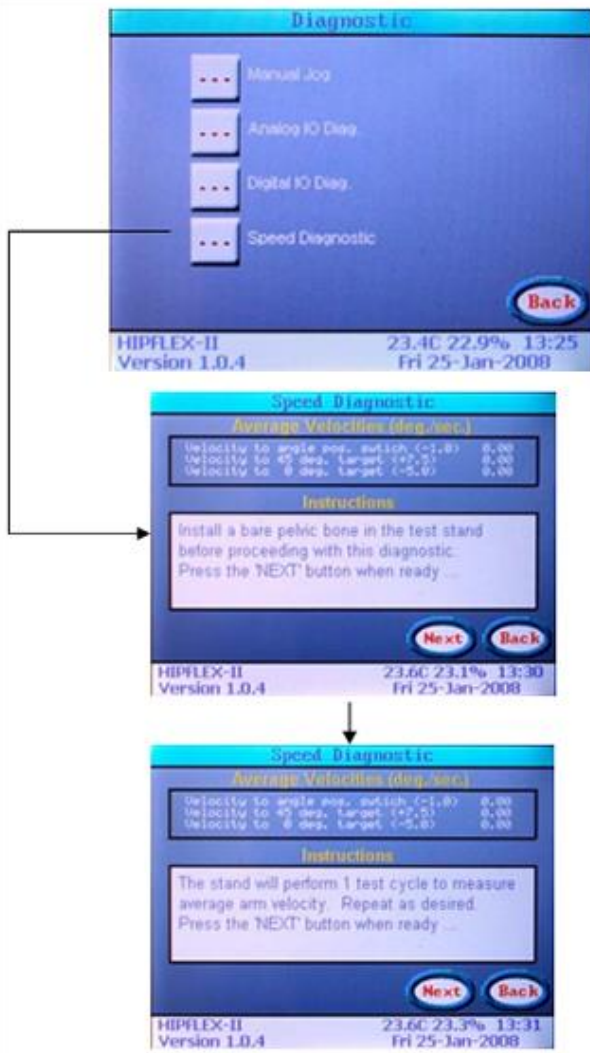 Diagnostic
...
Manual Jog
...
Analog IO Diag.
...
Digital IO Diag.
...
Speed Diagnostic
Back
HIPFLEX-II 23.4C 22.9% 13:25
Version 1.0.4 Fri 25-Jan-2008
Speed Diagnostic
Average Velocities (deg./sec.)
Velocity to angle pos. swtich (-1.0) 0.00
Velocity to 45 deg. target (+7.5) 0.00
Velocity to 0 deg. target (-5.0) 0.00
Instructions
Install a bare pelvic bone in the test stand
before proceeding with this diagnostic.
Press the 'NEXT' button when ready ...
Next Back
HIPFLEX-II 23.6C 23.1% 13:30
Version 1.0.4 Fri 25-Jan-2008
Speed Diagnostic
Average Velocities (deg./sec.)
Velocity to angle pos. swtich (-1.0) 0.00
Velocity to 45 deg. target (+7.5) 0.00
Velocity to 0 deg. target (-5.0) 0.00
Instructions
The stand will perform 1 test cycle to measure
average arm velocity. Repeat as desired.
Press the 'NEXT' button when ready ...
Next Back
HIPFLEX-II 23.6C 23.3% 13:31
Version 1.0.4 Fri 25-Jan-2008